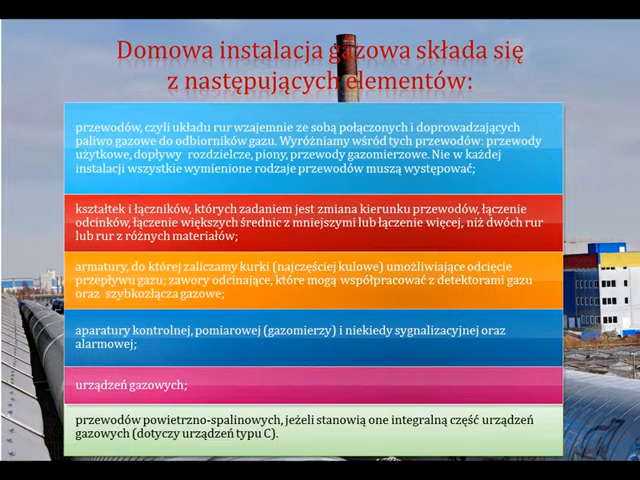 Domowa instalacja gazowa składa się
z następujących elementów:
przewodów, czyli układu rur wzajemnie ze sobą połączonych i doprowadzających
paliwo gazowe do odbiorników gazu. Wyróżniamy wśród tych przewodów: przewody
użytkowe, dopływy rozdzielcze, piony, przewody gazomierzowe. Nie w każdej
instalacji wszystkie wymienione rodzaje przewodów muszą występować;
kształtek i łączników, których zadaniem jest zmiana kierunku przewodów, łączenie
odcinków, łączenie większych średnic z mniejszymi lub łączenie więcej, niż dwóch rur
lub rur z różnych materiałów;
armatury, do której zaliczamy kurki (najczęściej kulowe) umożliwiające odcięcie
przepływu gazu; zawory odcinające, które mogą współpracować z detektorami gazu
oraz szybkozłącza gazowe;
aparatury kontrolnej, pomiarowej (gazomierzy) i niekiedy sygnalizacyjnej oraz
alarmowej;
urządzeń gazowych;
przewodów powietrzno-spalinowych, jeżeli stanowią one integralną część urządzeń
gazowych (dotyczy urządzeń typu C).